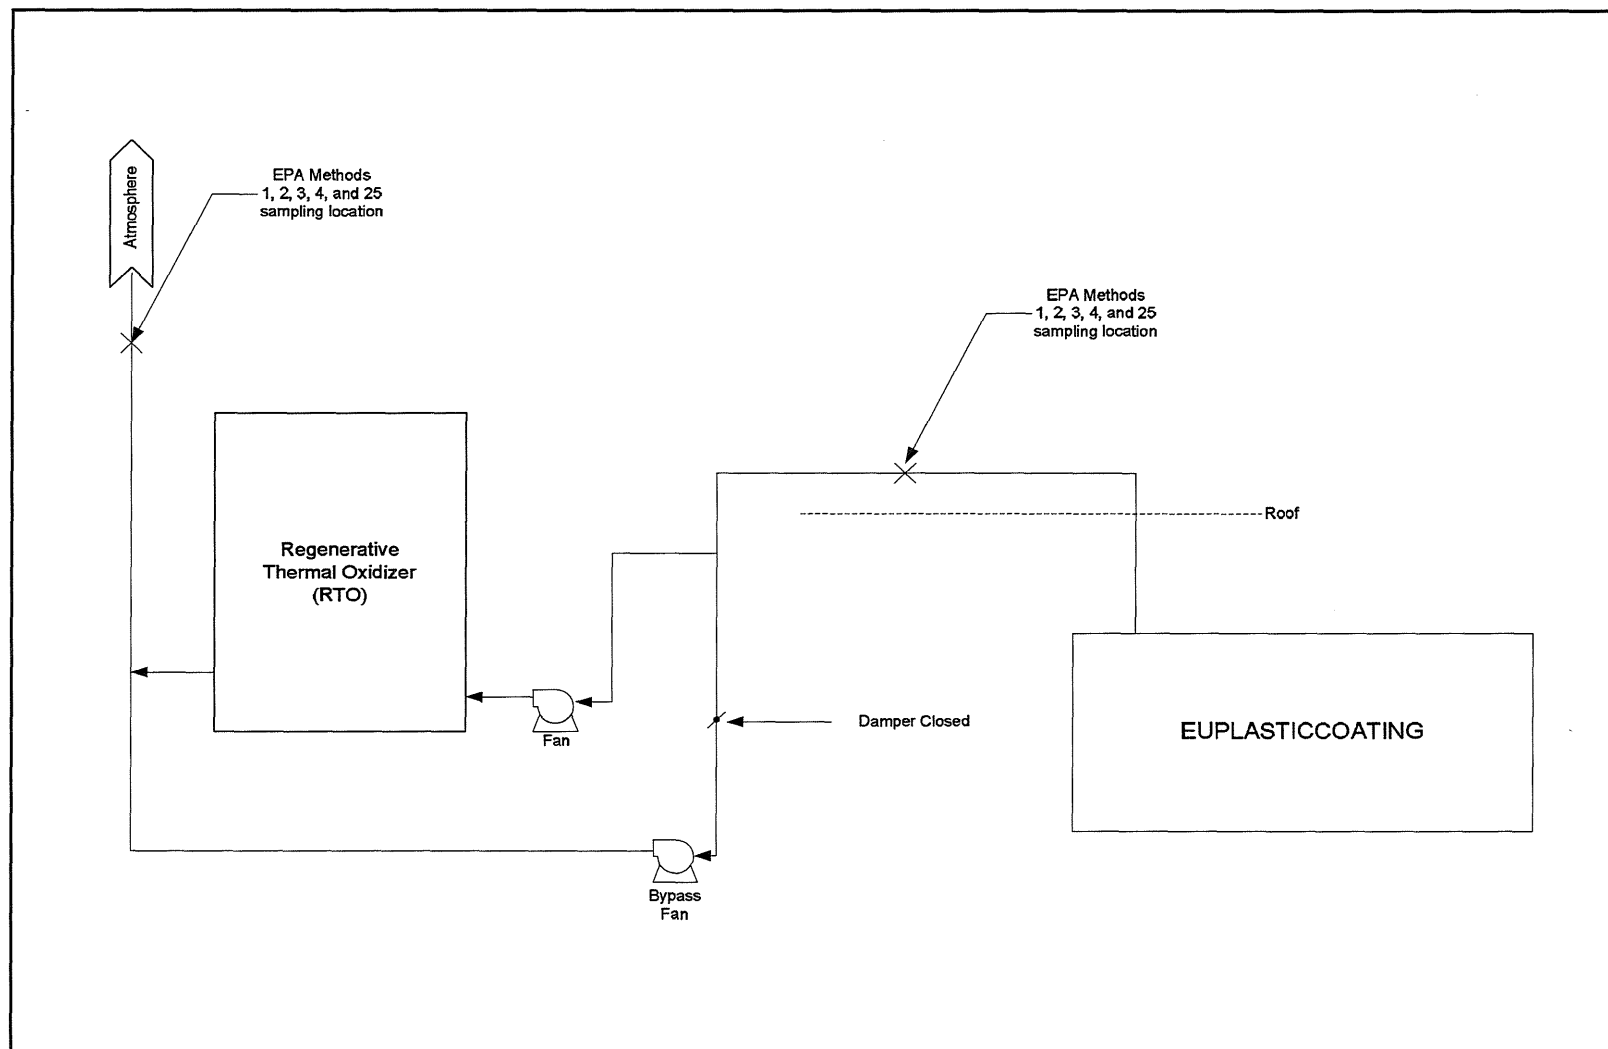 Atmosphere
EPA Methods
1, 2, 3, 4, and 25
sampling location
EPA Methods
1, 2, 3, 4, and 25
sampling location
Roof
Regenerative
Thermal Oxidizer
(RTO)
Fan
Damper Closed
EUPLASTICCOATING
Bypass
Fan